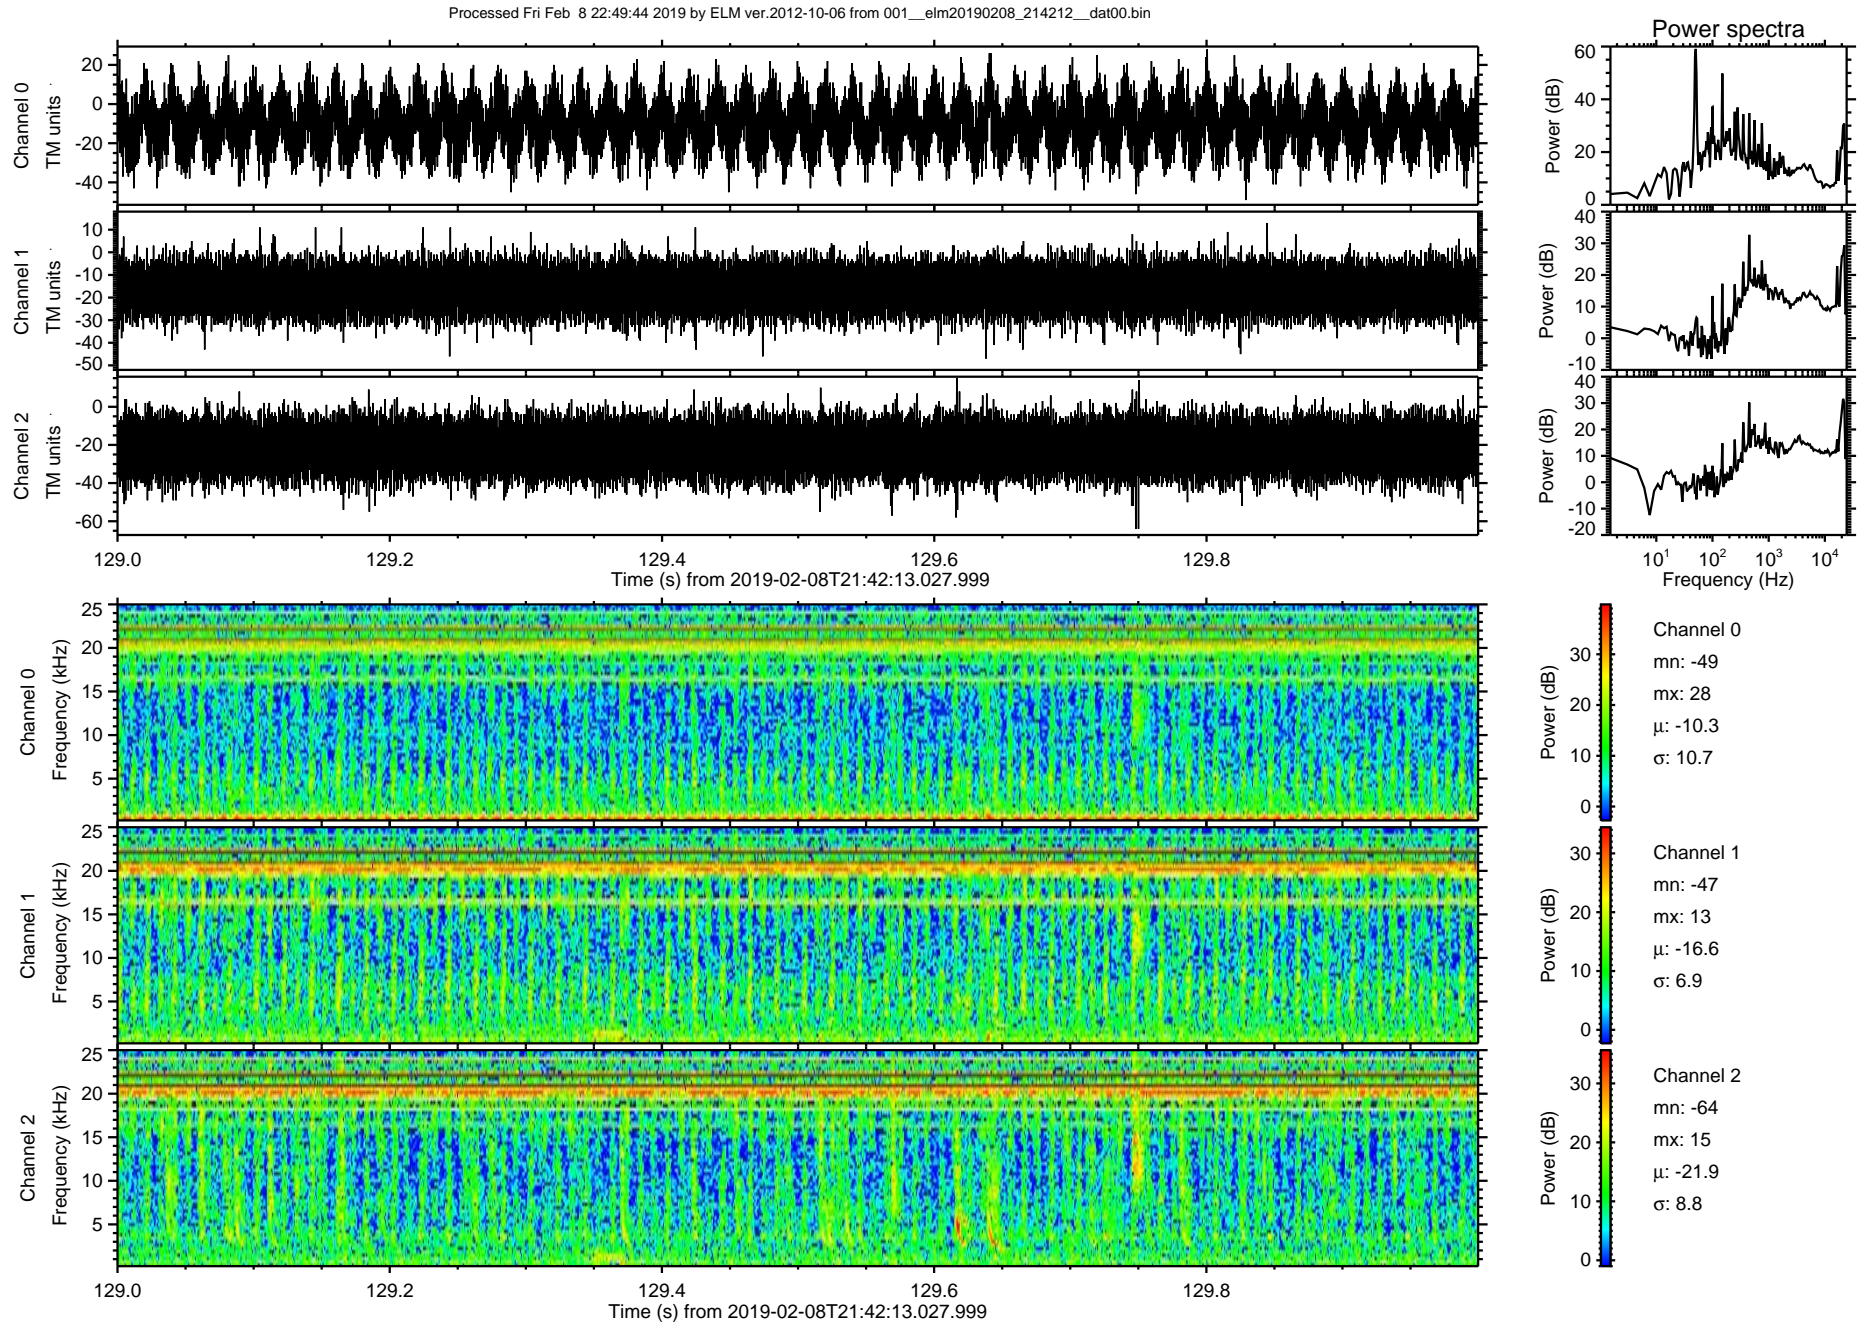 Processed Fri Feb  8 22:49:44 2019 by ELM ver.2012-10-06 from 001__elm20190208_214212__dat00.bin
Power spectra
Channel 0
TM units
20
0
-20
-40
Power (dB)
60
40
20
0
Channel 1
TM units
10
0
-10
-20
-30
-40
-50
Power (dB)
40
30
20
10
0
-10
Channel 2
TM units
0
-20
-40
-60
Power (dB)
40
30
20
10
0
-10
-20
129.0 129.2 129.4 129.6 129.8
Time (s) from 2019-02-08T21:42:13.027.999
10¹ 10² 10³ 10⁴
Frequency (Hz)
Channel 0
Frequency (kHz)
25
20
15
10
5
Power (dB)
30
20
10
0
Channel 0
mn: -49
mx: 28
μ: -10.3
σ: 10.7
Channel 1
Frequency (kHz)
25
20
15
10
5
Power (dB)
30
20
10
0
Channel 1
mn: -47
mx: 13
μ: -16.6
σ: 6.9
Channel 2
Frequency (kHz)
25
20
15
10
5
Power (dB)
30
20
10
0
Channel 2
mn: -64
mx: 15
μ: -21.9
σ: 8.8
129.0 129.2 129.4 129.6 129.8
Time (s) from 2019-02-08T21:42:13.027.999